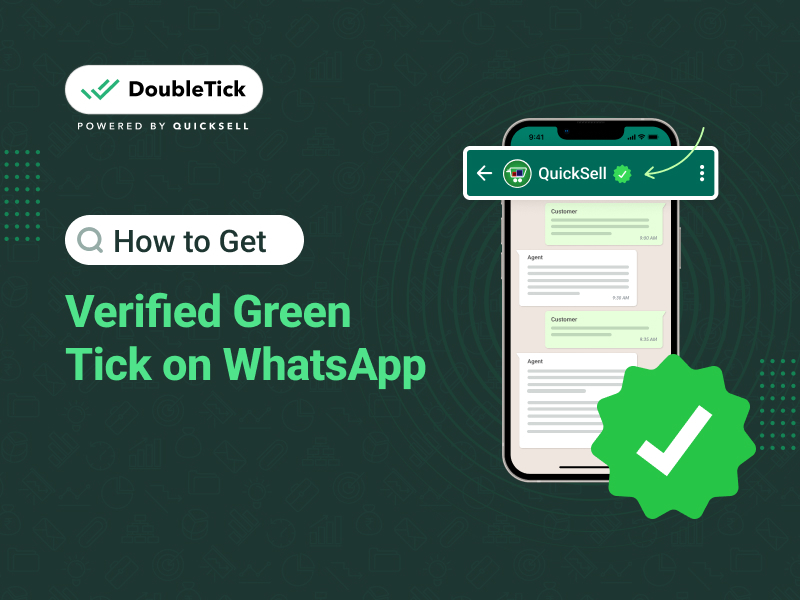 DoubleTick
POWERED BY QUICKSELL
How to Get
Verified Green
Tick on WhatsApp
9:41
QuickSell
Customer
9:30 AM
Agent
9:35 AM
Customer
9:35 AM
Agent